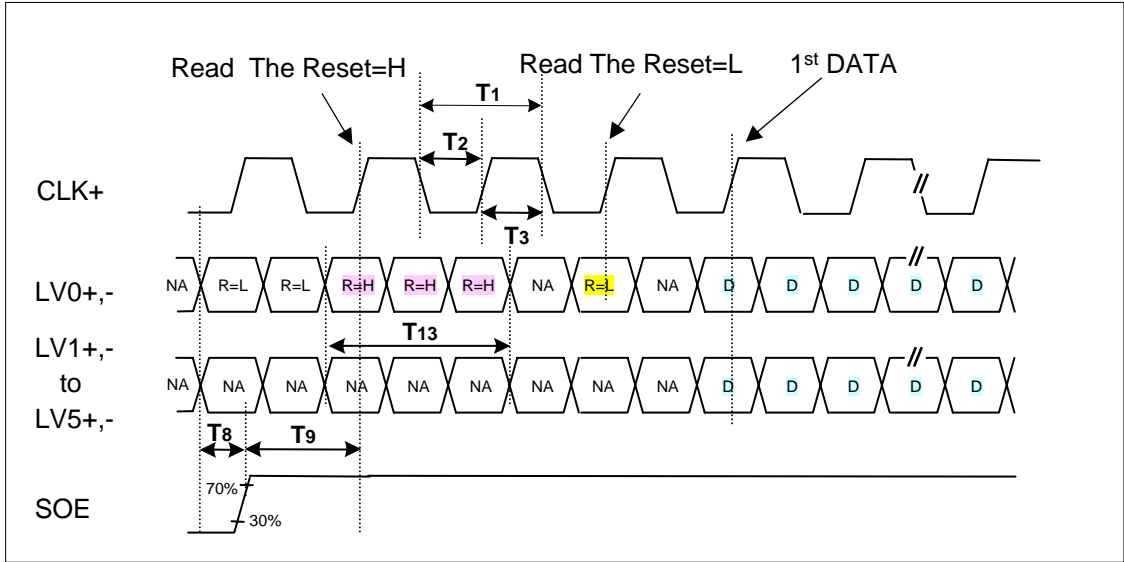 Read The Reset=H
Read The Reset=L
1st DATA
T1
T2
CLK+
T3
LV0+,-
NA R=L R=L R=H R=H R=H NA R=L NA D D D D D
T13
LV1+,-
to
LV5+,-
NA NA NA NA NA NA NA NA NA D D D D D
T8 T9
SOE
70%
30%